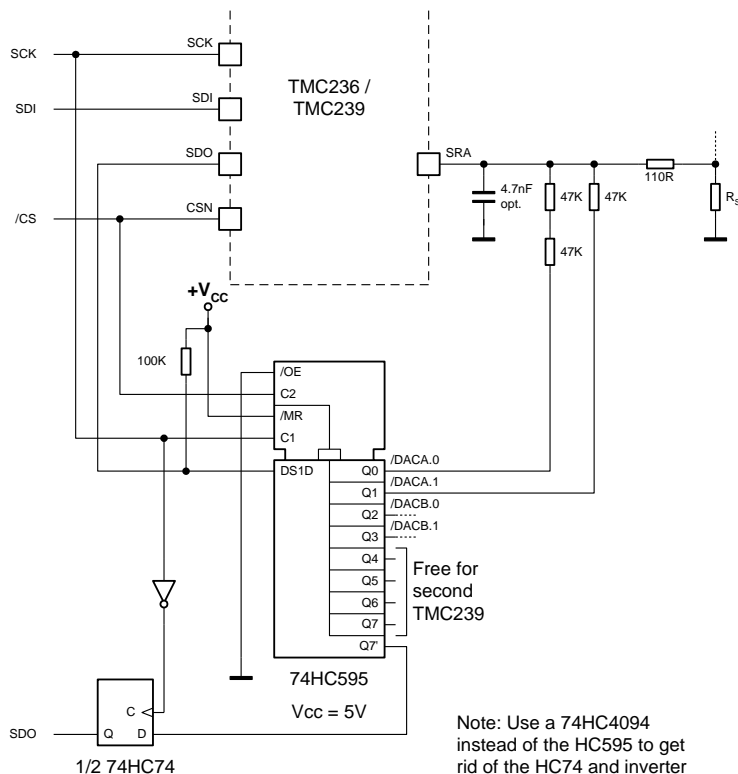 SCK
SCK
TMC236 /
TMC239
SDI
SDI
SDO
SRA
110R
4.7nF
opt.
47K
47K
R_S
/CS
CSN
47K
+V_CC
100K
/OE
C2
/MR
C1
DS1D
Q0
/DACA.0
Q1
/DACA.1
Q2
/DACB.0
Q3
/DACB.1
Q4
Q5
Q6
Q7
Q7'
Free for
second
TMC239
74HC595
Vcc = 5V
C
SDO
Q
D
1/2 74HC74
Note: Use a 74HC4094
instead of the HC595 to get
rid of the HC74 and inverter